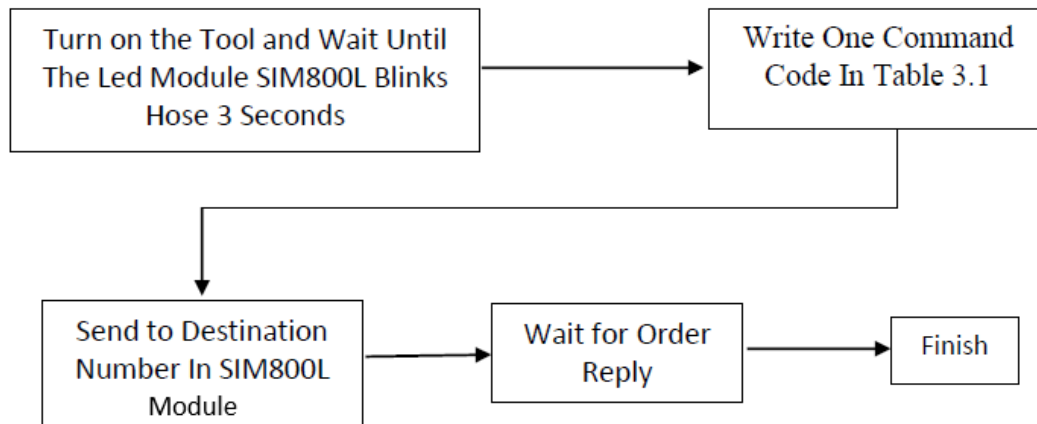 Turn on the Tool and Wait Until
The Led Module SIM800L Blinks
Hose 3 Seconds
Write One Command
Code In Table 3.1
Send to Destination
Number In SIM800L
Module
Wait for Order
Reply
Finish